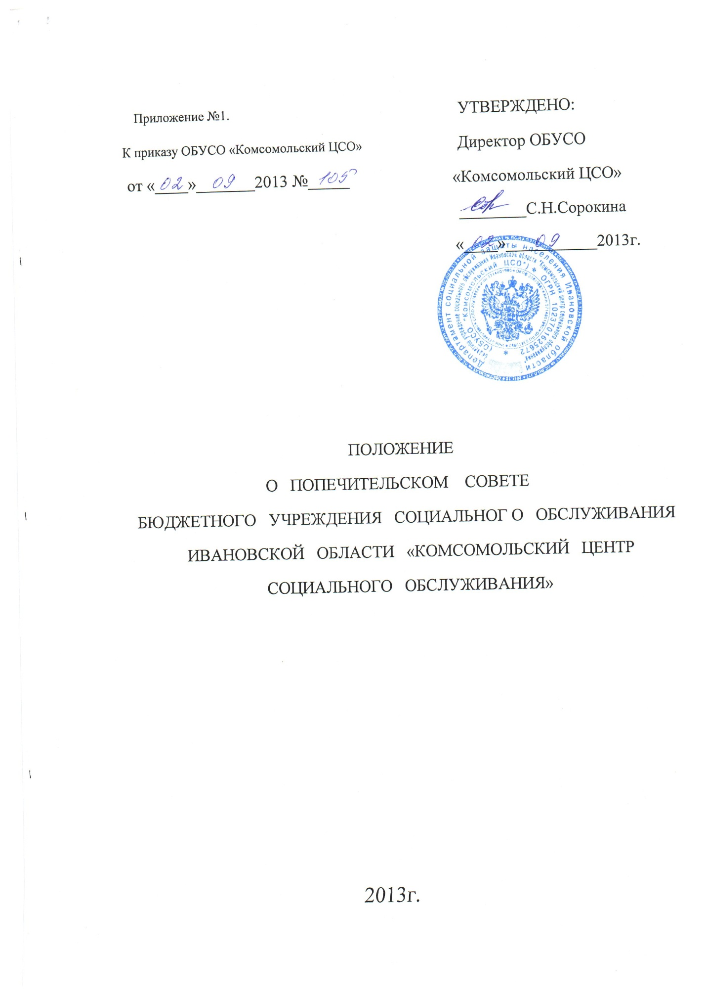 Приложение №1.
К приказу ОБУСО «Комсомольский ЦСО»
от «02» 09 2013 № 105
УТВЕРЖДЕНО:
Директор ОБУСО
«Комсомольский ЦСО»
С.Н.Сорокина
«02» 09 2013г.
Департамент социальной защиты населения Ивановской области
бюджетное учреждение социального обслуживания Ивановской области "Комсомольский центр социального обслуживания"
(ОБУСО "КОМСОМОЛЬСКИЙ ЦСО") * ОГРН 1023701625672 *
ПОЛОЖЕНИЕ
О ПОПЕЧИТЕЛЬСКОМ СОВЕТЕ
БЮДЖЕТНОГО УЧРЕЖДЕНИЯ СОЦИАЛЬНОГ О ОБСЛУЖИВАНИЯ
ИВАНОВСКОЙ ОБЛАСТИ «КОМСОМОЛЬСКИЙ ЦЕНТР
СОЦИАЛЬНОГО ОБСЛУЖИВАНИЯ»
2013г.